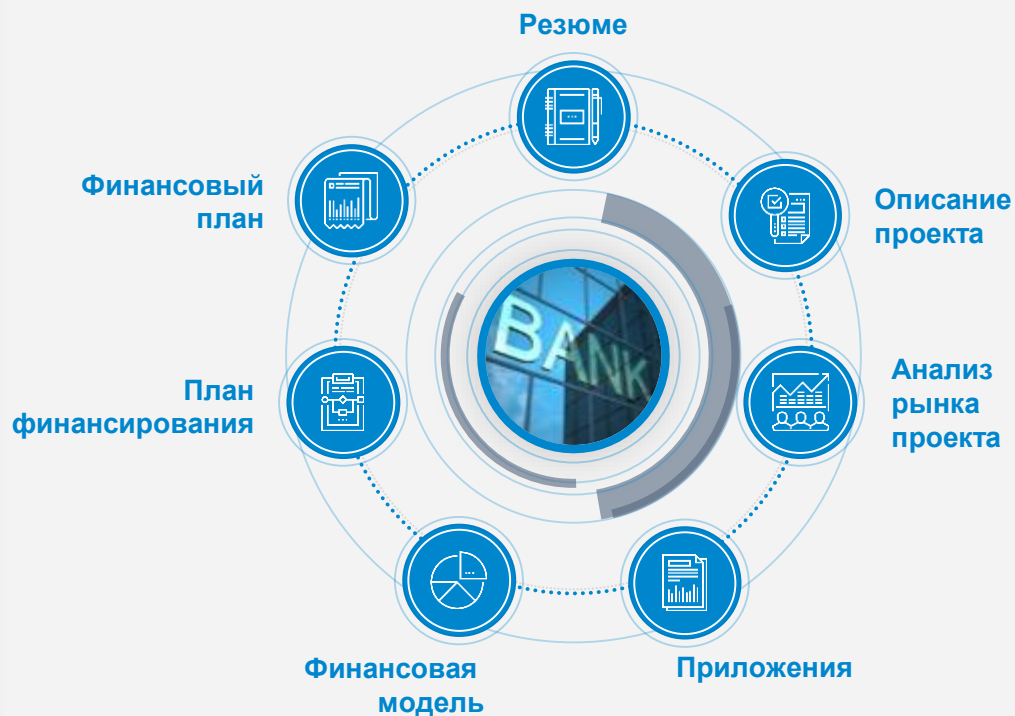 Резюме
Описание
проекта
Анализ
рынка
проекта
Приложения
Финансовая
модель
План
финансирования
Финансовый
план
BANK